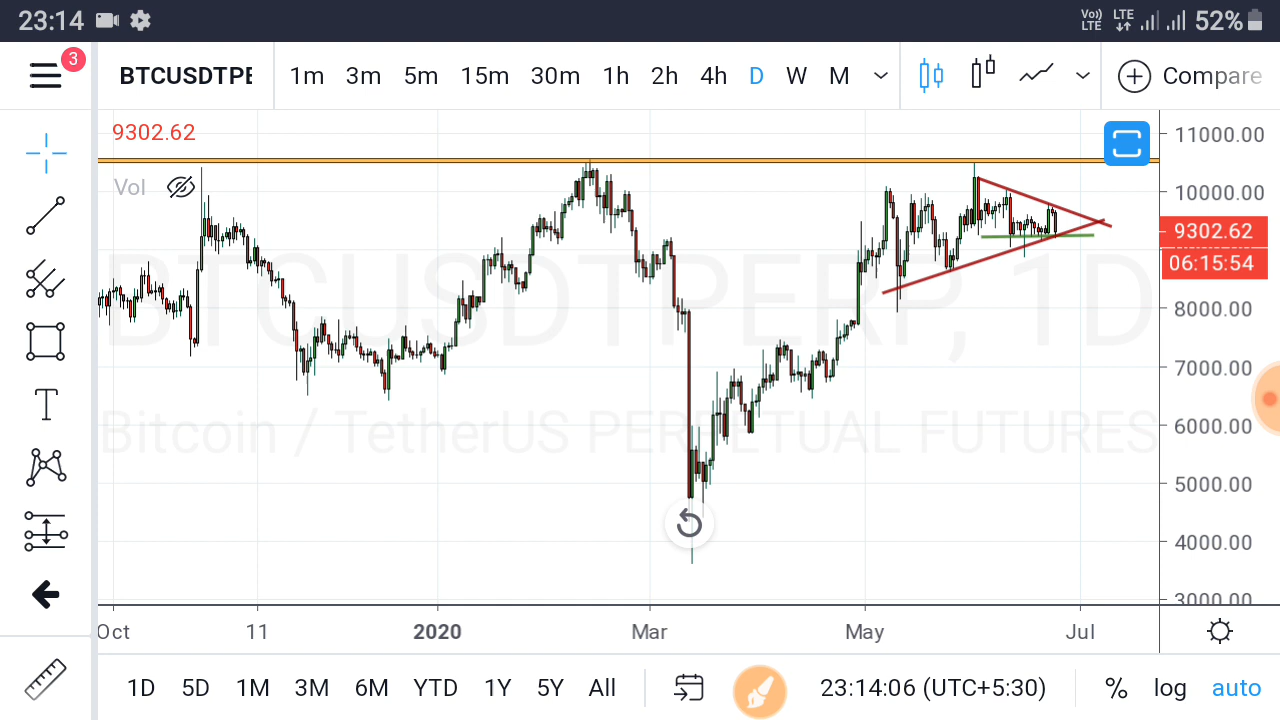 23:14 Vo) LTE LTE 52%
3 BTCUSDTPE 1m 3m 5m 15m 30m 1h 2h 4h D W M Compare
9302.62 11000.00
Vol 10000.00
9302.62
06:15:54
BTCUSDTPERP, 1D
8000.00
7000.00
Bitcoin / TetherUS PERPETUAL FUTURES 6000.00
T
5000.00
4000.00
3000.00
Oct 11 2020 Mar May Jul
1D 5D 1M 3M 6M YTD 1Y 5Y All 23:14:06 (UTC+5:30) % log auto